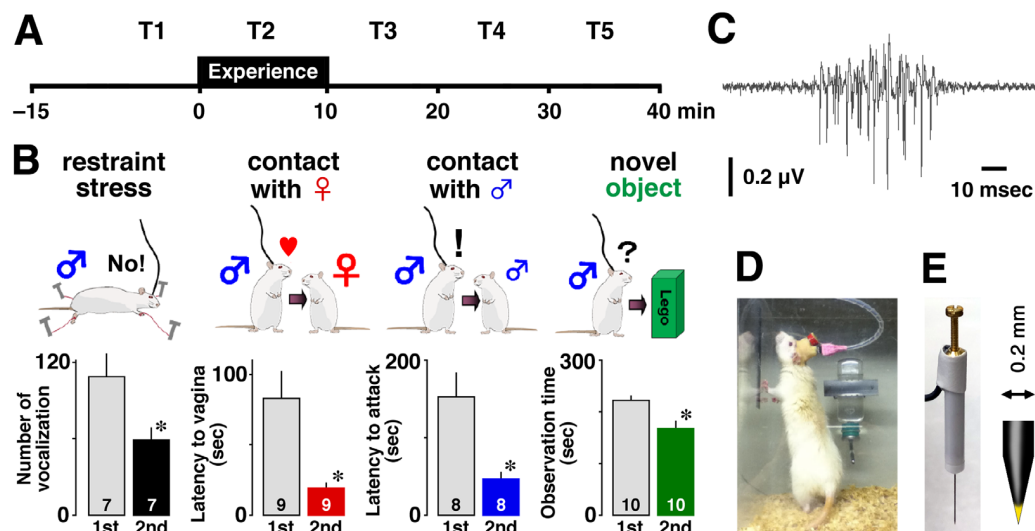 A
T1 T2 T3 T4 T5
Experience
–15 0 10 20 30 40 min
B
restraint
stress
contact
with ♀
contact
with ♂
novel
object
♂ No!
♂ ♥ ♀
♂ ! ♂
♂ ?
Lego
Number of
vocalization
120
0
7 7
*
1st 2nd
Latency to vagina
(sec)
100
0
9 9
*
1st 2nd
Latency to attack
(sec)
200
0
8 8
*
1st 2nd
Observation time
(sec)
300
0
10 10
*
1st 2nd
C
0.2 µV
10 msec
D
E
0.2 mm